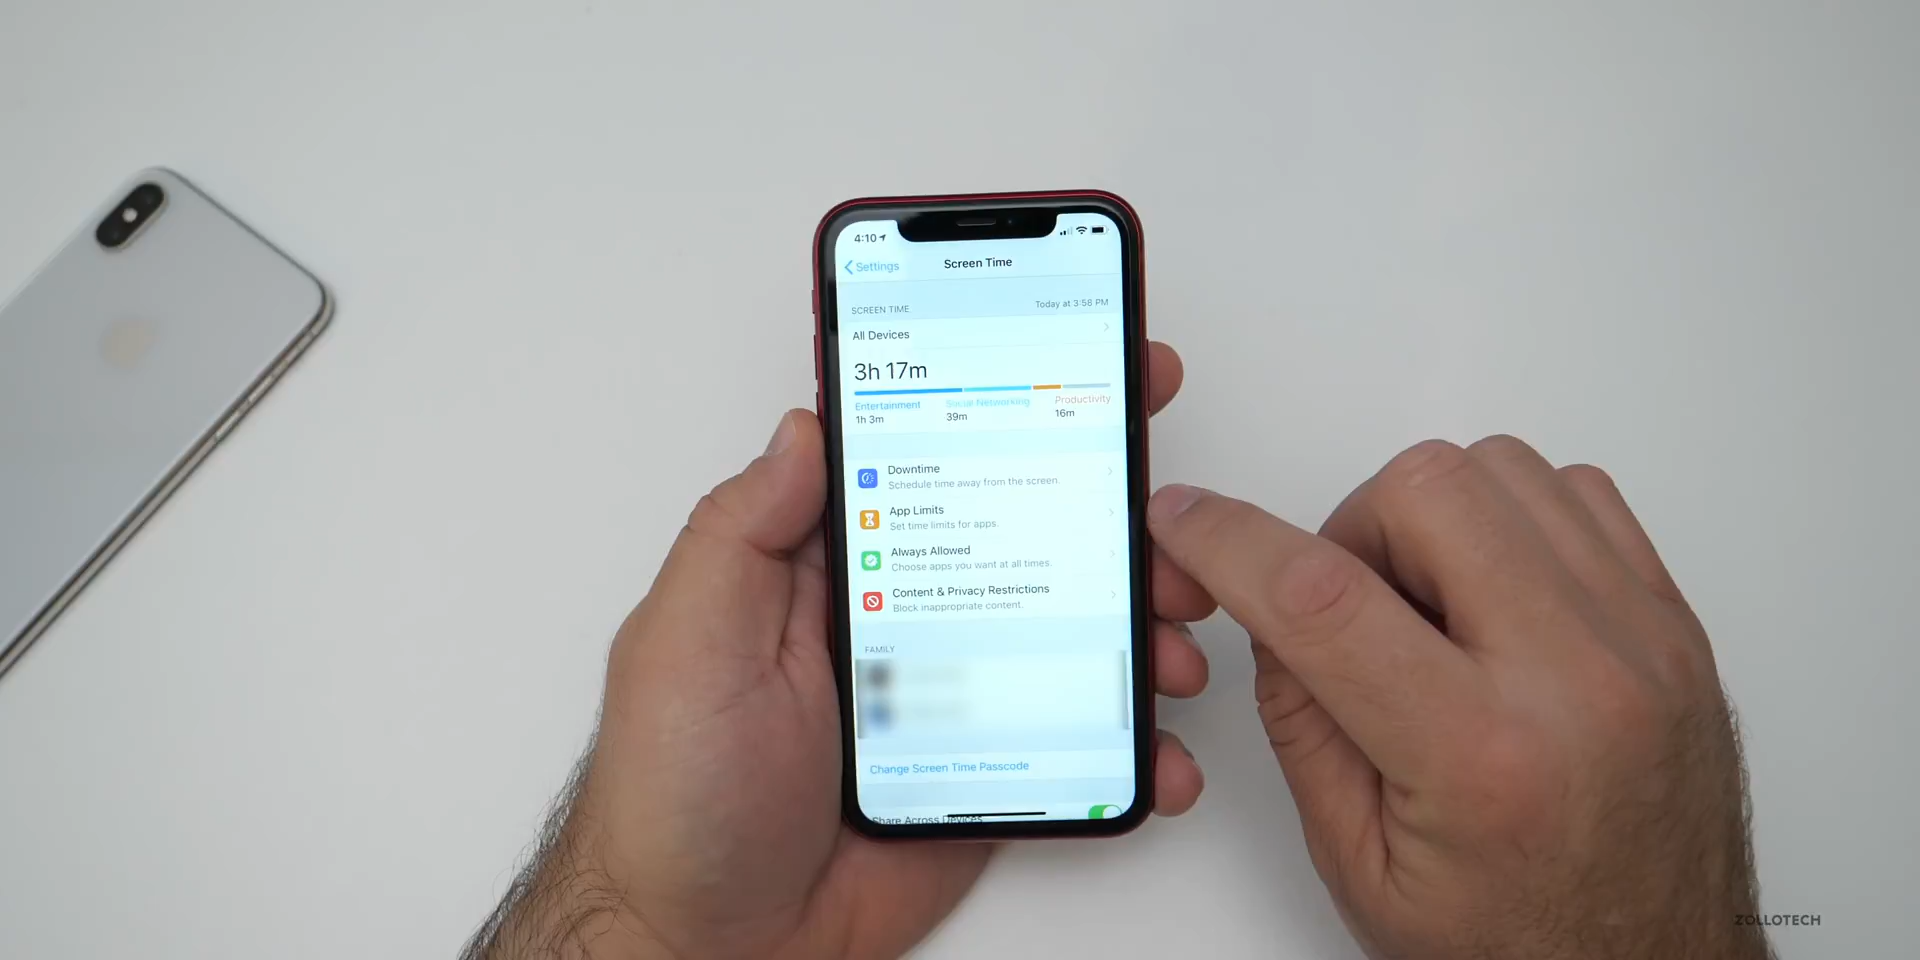 4:10
Settings
Screen Time
SCREEN TIME
Today at 3:58 PM
All Devices
3h 17m
Entertainment
Social Networking
Productivity
1h 3m
39m
16m
Downtime
Schedule time away from the screen.
App Limits
Set time limits for apps.
Always Allowed
Choose apps you want at all times.
Content & Privacy Restrictions
Block inappropriate content.
FAMILY
Change Screen Time Passcode
Share Across Devices
ZOLLOTECH